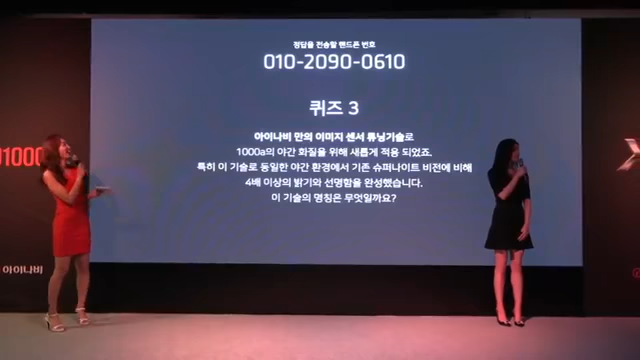 정답을 전송할 핸드폰 번호
010-2090-0610
퀴즈 3
아이나비 만의 이미지 센서 튜닝기술로
1000a의 야간 화질을 위해 새롭게 적용 되었죠.
특히 이 기술로 동일한 야간 환경에서 기존 슈퍼나이트 비전에 비해
4배 이상의 밝기와 선명함을 완성했습니다.
이 기술의 명칭은 무엇일까요?
1000
아이나비
X